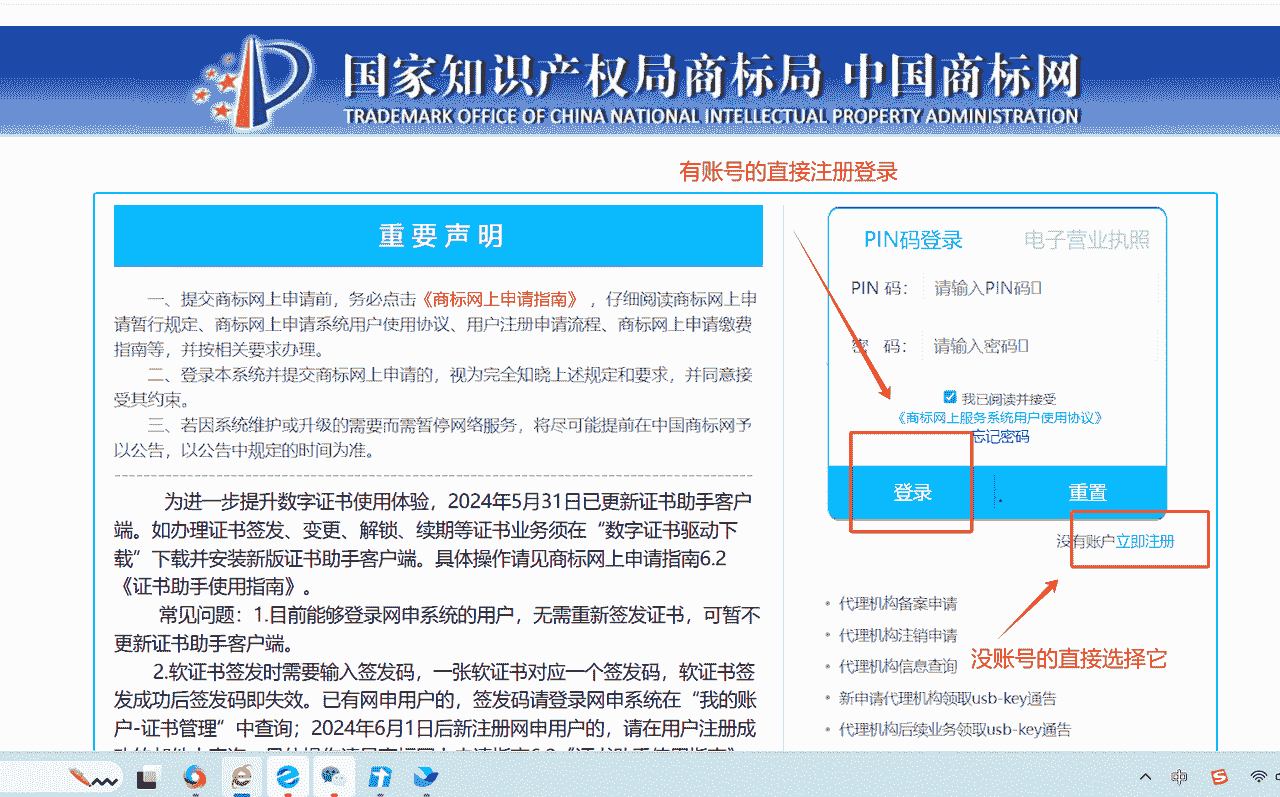 国家知识产权局商标局 中国商标网
TRADEMARK OFFICE OF CHINA NATIONAL INTELLECTUAL PROPERTY ADMINISTRATION
有账号的直接注册登录
重要声明
一、提交商标网上申请前，务必点击《商标网上申请指南》，仔细阅读商标网上申
请暂行规定、商标网上申请系统用户使用协议、用户注册申请流程、商标网上申请缴费
指南等，并按相关要求办理。
二、登录本系统并提交商标网上申请的，视为完全知晓上述规定和要求，并同意接
受其约束。
三、若因系统维护或升级的需要而需暂停网络服务，将尽可能提前在中国商标网予
以公告，以公告中规定的时间为准。
为进一步提升数字证书使用体验，2024年5月31日已更新证书助手客户
端。如办理证书签发、变更、解锁、续期等证书业务须在“数字证书驱动下
载”下载并安装新版证书助手客户端。具体操作请见商标网上申请指南6.2
《证书助手使用指南》。
常见问题：1.目前能够登录网申系统的用户，无需重新签发证书，可暂不
更新证书助手客户端。
2.软证书签发时需要输入签发码，一张软证书对应一个签发码，软证书签
发成功后签发码即失效。已有网申用户的，签发码请登录网申系统在“我的账
户-证书管理”中查询；2024年6月1日后新注册网申用户的，请在用户注册成
PIN码登录 电子营业执照
PIN 码： 请输入PIN码
密 码： 请输入密码
我已阅读并接受
《商标网上服务系统用户使用协议》
忘记密码
登录 重置
没有账户立即注册
• 代理机构备案申请
• 代理机构注销申请
• 代理机构信息查询
没账号的直接选择它
• 新申请代理机构领取usb-key通告
• 代理机构后续业务领取usb-key通告
中